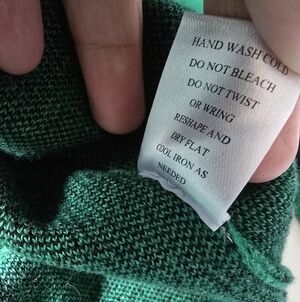 HAND WASH COLD
DO NOT BLEACH
DO NOT TWIST
OR WRING
RESHAPE AND
DRY FLAT
COOL IRON AS
NEEDED